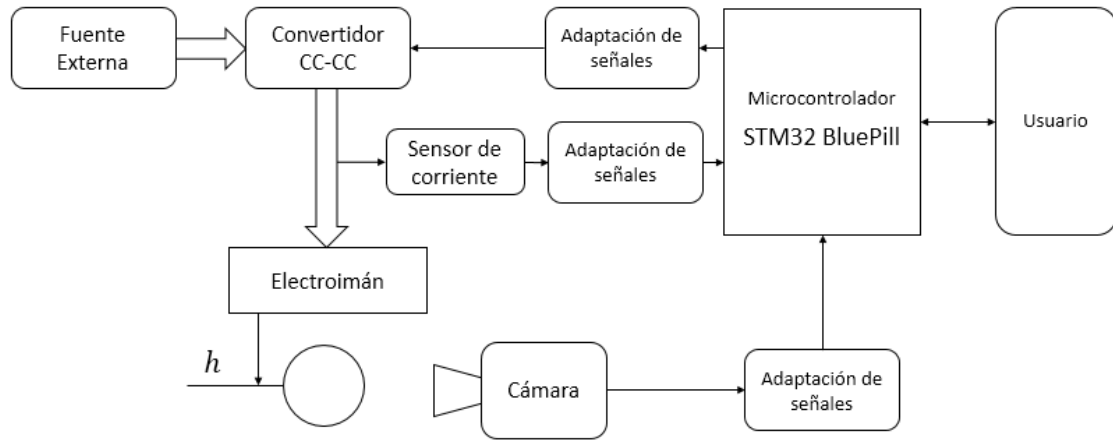 Fuente
Externa
Convertidor
CC-CC
Adaptación de
señales
Microcontrolador
STM32 BluePill
Usuario
Sensor de
corriente
Adaptación de
señales
Electroimán
h
Cámara
Adaptación de
señales